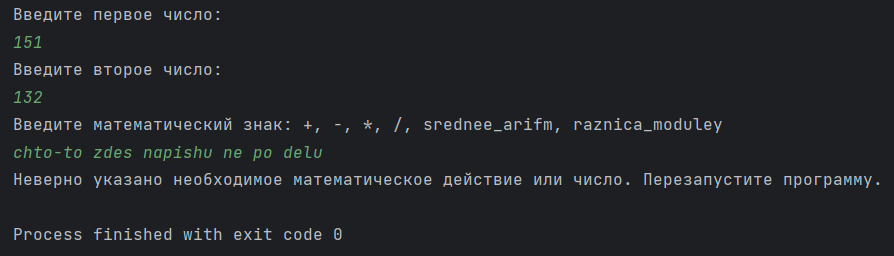 Введите первое число:
151
Введите второе число:
132
Введите математический знак: +, -, *, /, srednee_arifm, raznica_moduley
chto-to zdes napishu ne po delu
Неверно указано необходимое математическое действие или число. Перезапустите программу.
Process finished with exit code 0